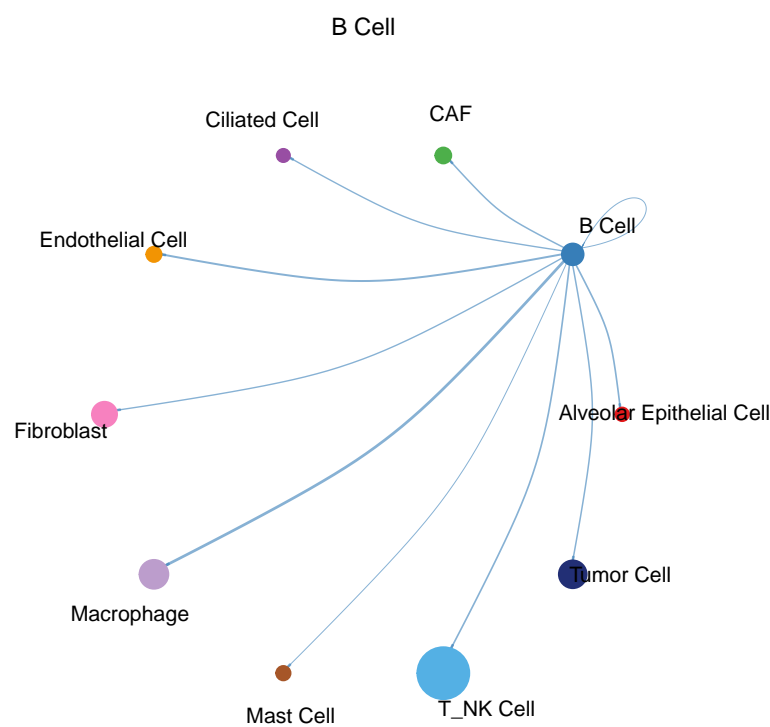 B Cell
CAF
Ciliated Cell
B Cell
Endothelial Cell
Alveolar Epithelial Cell
Fibroblast
Tumor Cell
Macrophage
T_NK Cell
Mast Cell